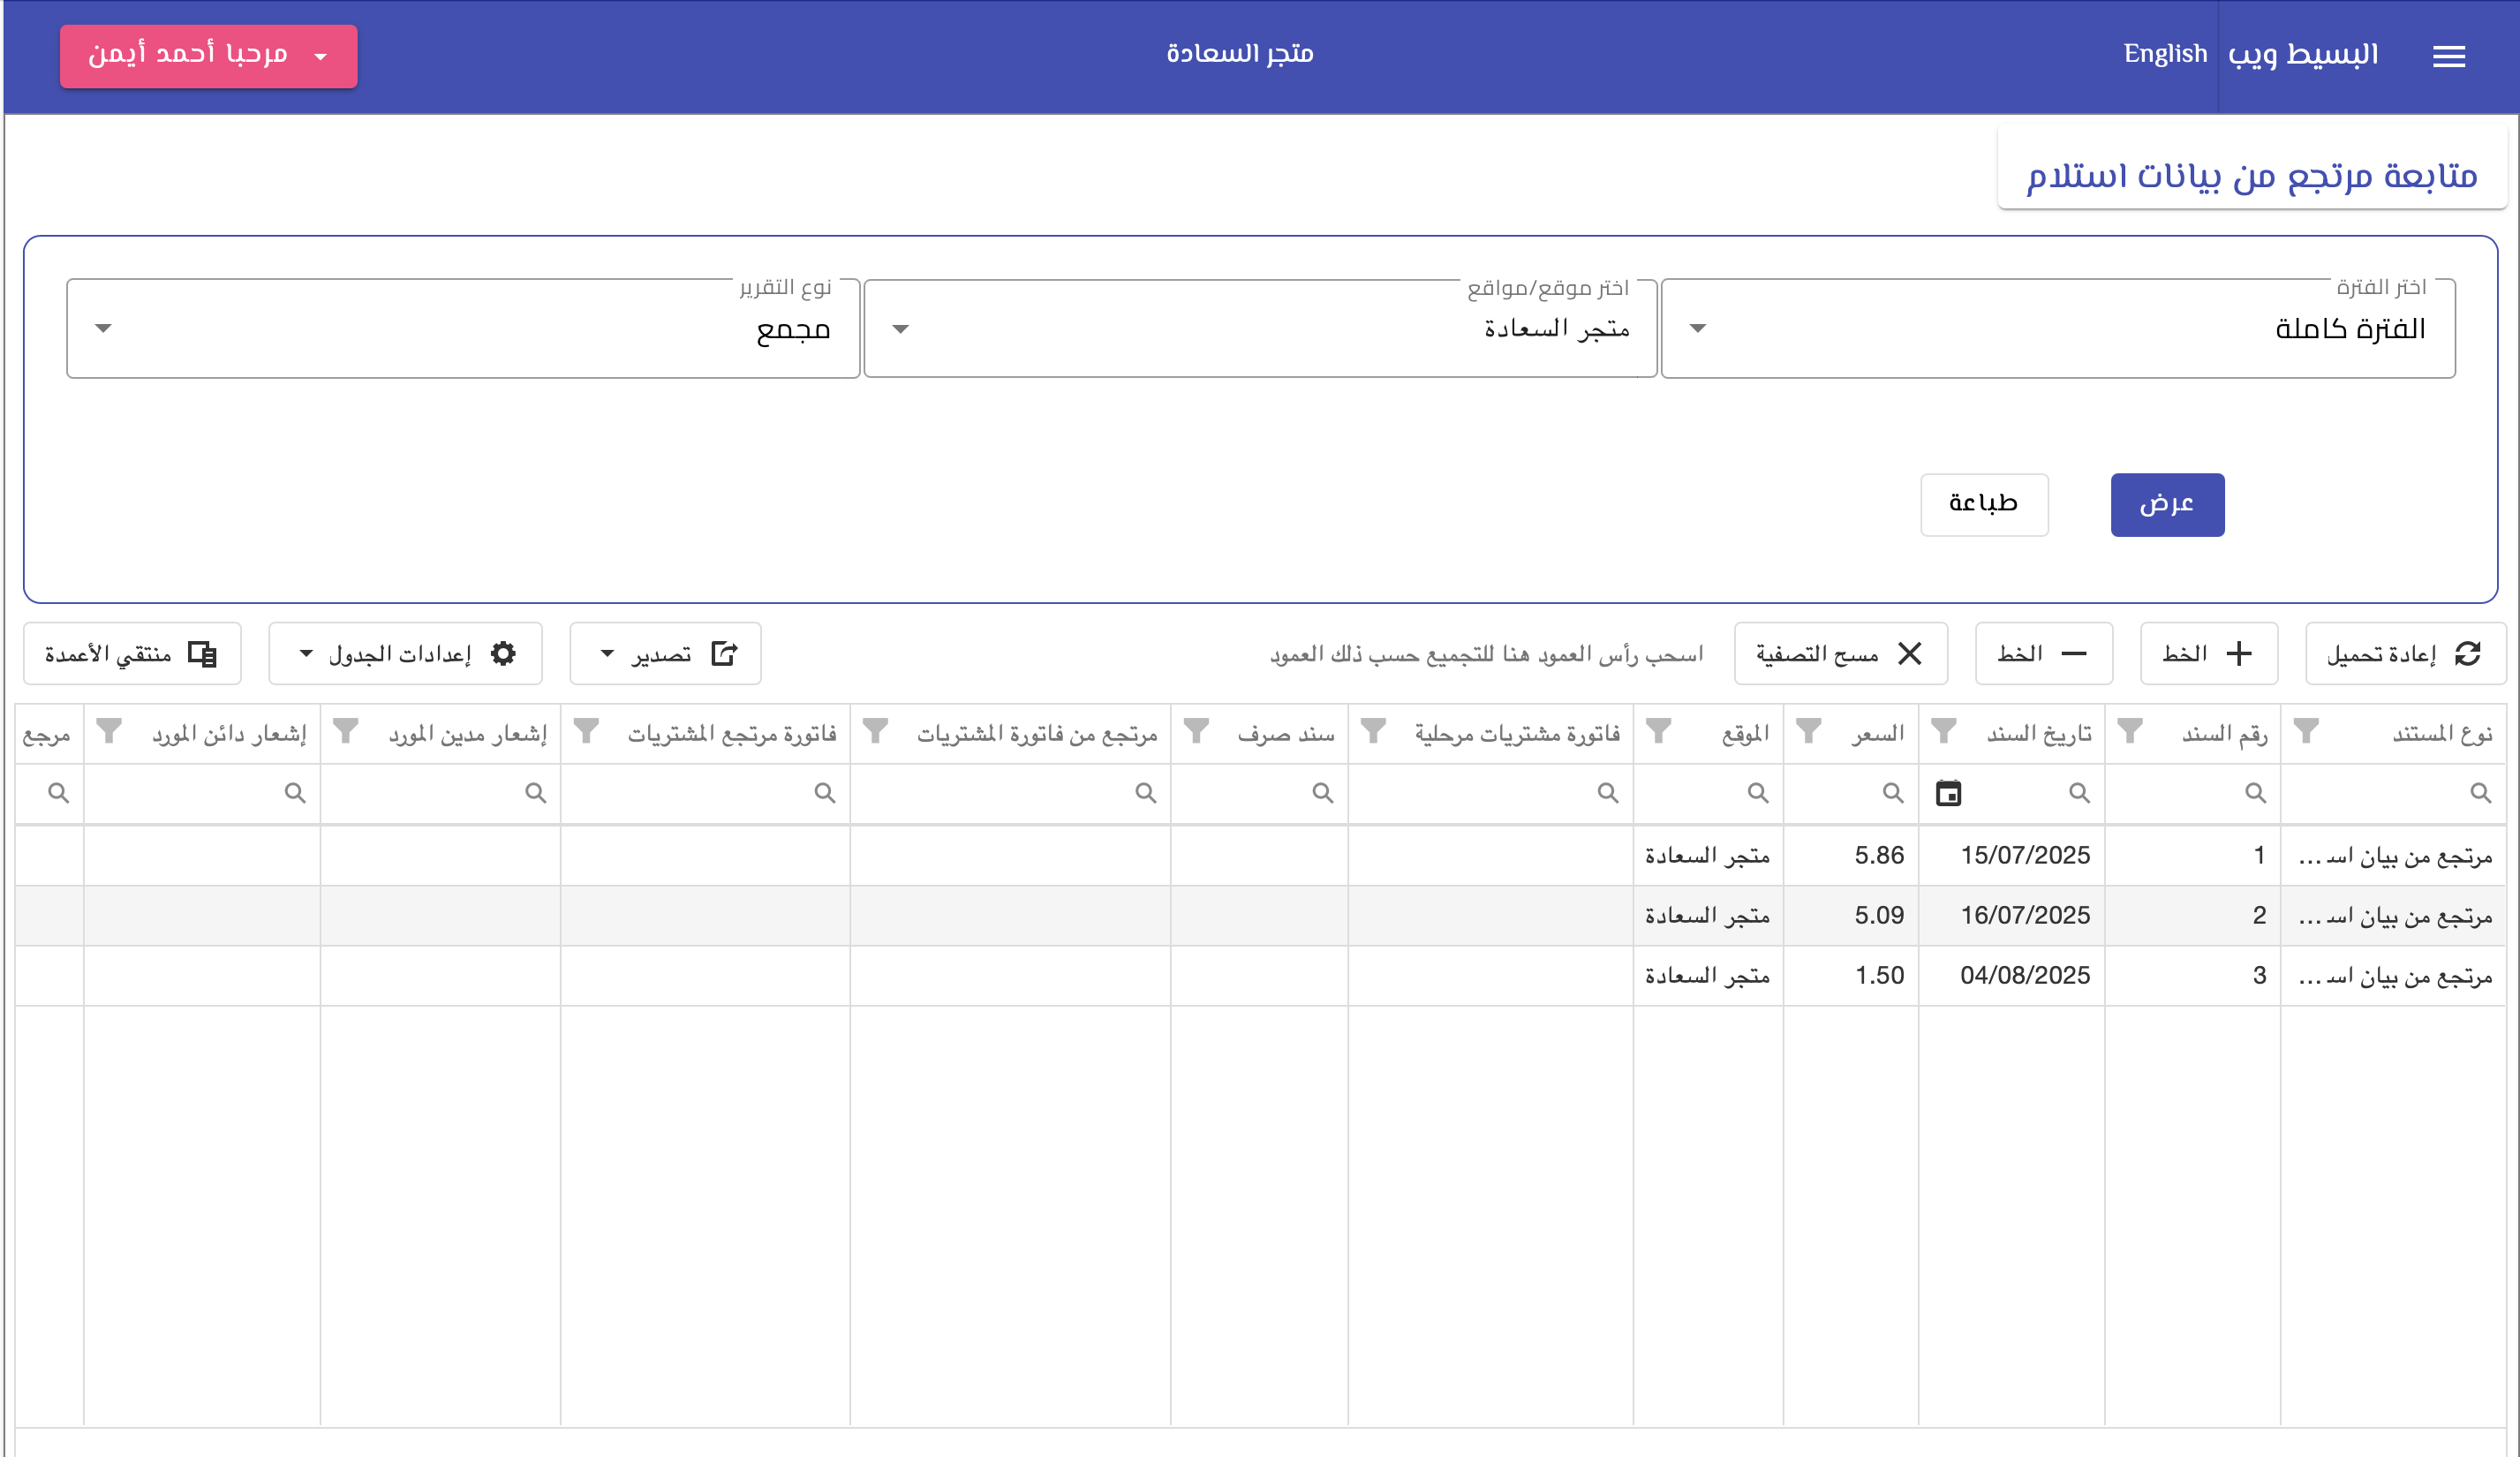 البسيط ويب English متجر السعادة مرحبا أحمد أيمن
متابعة مرتجع من بيانات استلام
اختر الفترة اختر موقع/مواقع نوع التقرير
الفترة كاملة متجر السعادة مجمع
عرض طباعة
إعادة تحميل الخط الخط مسح التصفية اسحب رأس العمود هنا للتجميع حسب ذلك العمود تصدير إعدادات الجدول منتقي الأعمدة
نوع المستند رقم السند تاريخ السند السعر الموقع فاتورة مشتريات مرحلية سند صرف مرتجع من فاتورة المشتريات فاتورة مرتجع المشتريات إشعار مدين المورد إشعار دائن المورد مرجع
مرتجع من بيان اسـ... 1 15/07/2025 5.86 متجر السعادة
مرتجع من بيان اسـ... 2 16/07/2025 5.09 متجر السعادة
مرتجع من بيان اسـ... 3 04/08/2025 1.50 متجر السعادة